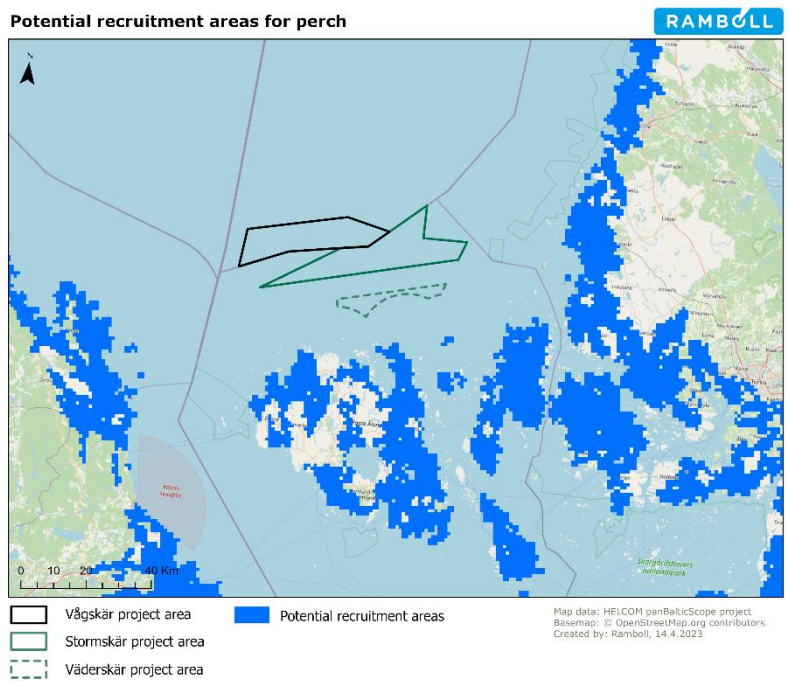 Potential recruitment areas for perch
RAMBOLL
N
0 10 20 40 Km
Skärgårdshavets
nationalpark
Vågskär project area
Stormskär project area
Väderskär project area
Potential recruitment areas
Map data: HELCOM panBalticScope project
Basemap: © OpenStreetMap.org contributors
Created by: Ramboll, 14.4.2023